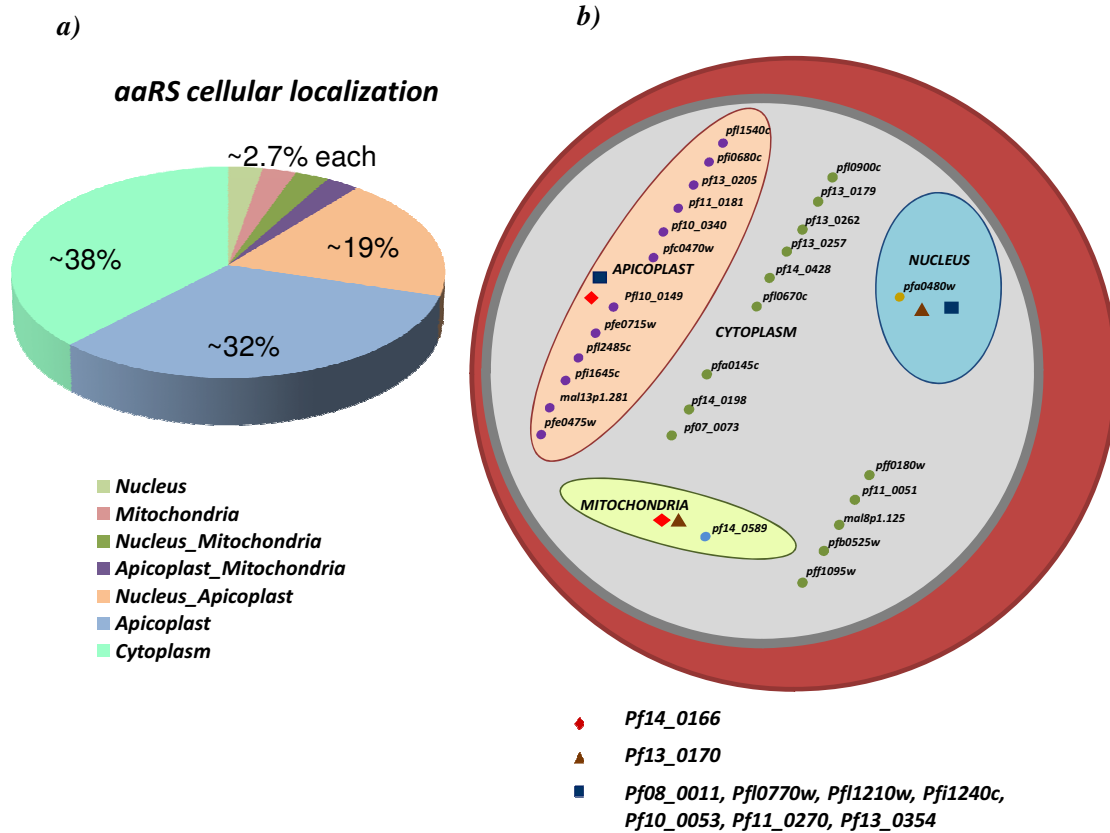 a)
aaRS cellular localization
~2.7% each
~19%
~38%
~32%
Nucleus
Mitochondria
Nucleus_Mitochondria
Apicoplast_Mitochondria
Nucleus_Apicoplast
Apicoplast
Cytoplasm
b)
pfl1540c
pfi0680c
pf13_0205
pf11_0181
pf10_0340
pfc0470w
APICOPLAST
Pfl10_0149
pfe0715w
pfl2485c
pfi1645c
mal13p1.281
pfe0475w
pfl0900c
pf13_0179
pf13_0262
pf13_0257
pf14_0428
pfl0670c
CYTOPLASM
pfa0145c
pf14_0198
pf07_0073
NUCLEUS
pfa0480w
MITOCHONDRIA
pf14_0589
pff0180w
pf11_0051
mal8p1.125
pfb0525w
pff1095w
Pf14_0166
Pf13_0170
Pf08_0011, Pfl0770w, Pfl1210w, Pfi1240c,
Pf10_0053, Pf11_0270, Pf13_0354